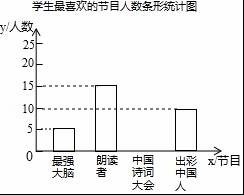 学生最喜欢的节目人数条形统计图
y/人数
25
20
15
10
5
0
最强大脑
朗读者
中国诗词大会
出彩中国人
x/节目